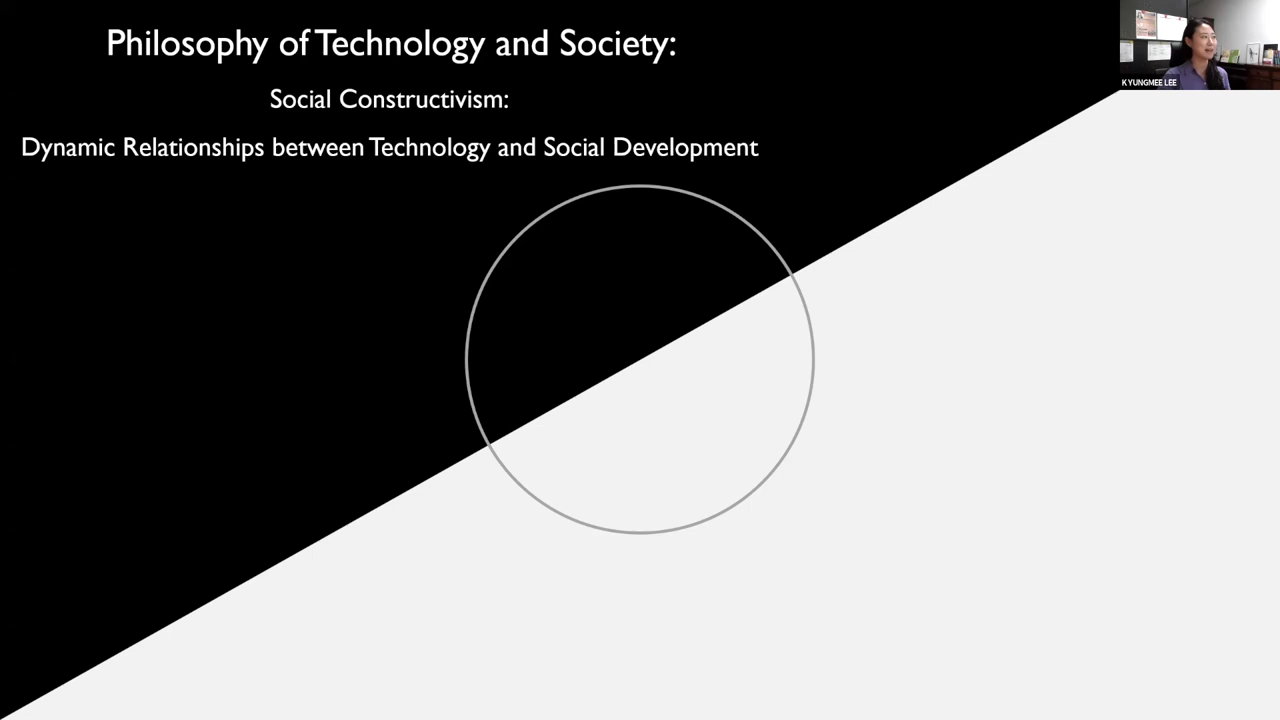 Philosophy of Technology and Society:
Social Constructivism:
Dynamic Relationships between Technology and Social Development
KYUNGMEE LEE